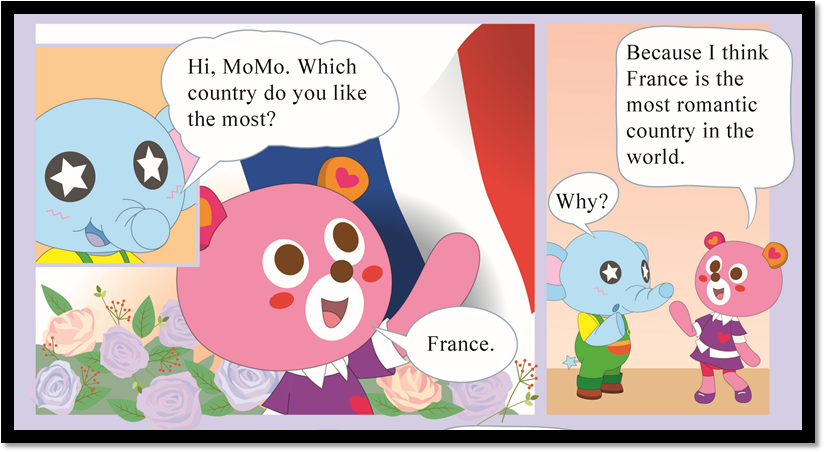 Hi, MoMo. Which
country do you like
the most?
France.
Why?
Because I think
France is the
most romantic
country in the
world.